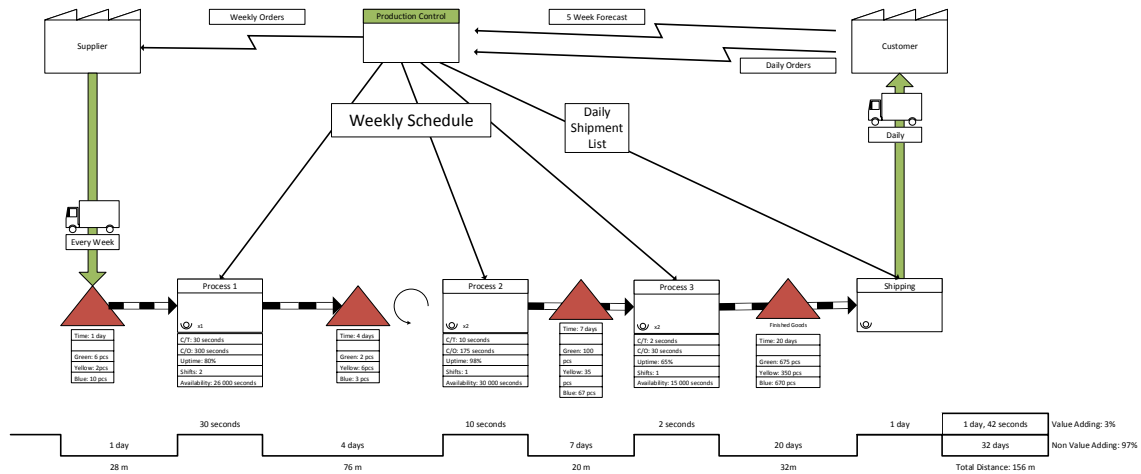 Weekly Orders
Production Control
5 Week Forecast
Supplier
Customer
Daily Orders
Weekly Schedule
Daily
Shipment
List
Daily
Every Week
Process 1
x1
C/T: 30 seconds
C/O: 300 seconds
Uptime: 80%
Shifts: 2
Availability: 26 000 seconds
Process 2
x2
C/T: 10 seconds
C/O: 175 seconds
Uptime: 98%
Shifts: 1
Availability: 30 000 seconds
Process 3
x2
C/T: 2 seconds
C/O: 30 seconds
Uptime: 65%
Shifts: 1
Availability: 15 000 seconds
Shipping
Time: 1 day
Green: 6 pcs
Yellow: 2pcs
Blue: 10 pcs
Time: 4 days
Green: 2 pcs
Yellow: 6pcs
Blue: 3 pcs
Time: 7 days
Green: 100
pcs
Yellow: 35
pcs
Blue: 67 pcs
Finished Goods
Time: 20 days
Green: 675 pcs
Yellow: 350 pcs
Blue: 670 pcs
30 seconds
10 seconds
2 seconds
1 day
1 day, 42 seconds
Value Adding: 3%
1 day
4 days
7 days
20 days
32 days
Non Value Adding: 97%
28 m
76 m
20 m
32m
Total Distance: 156 m